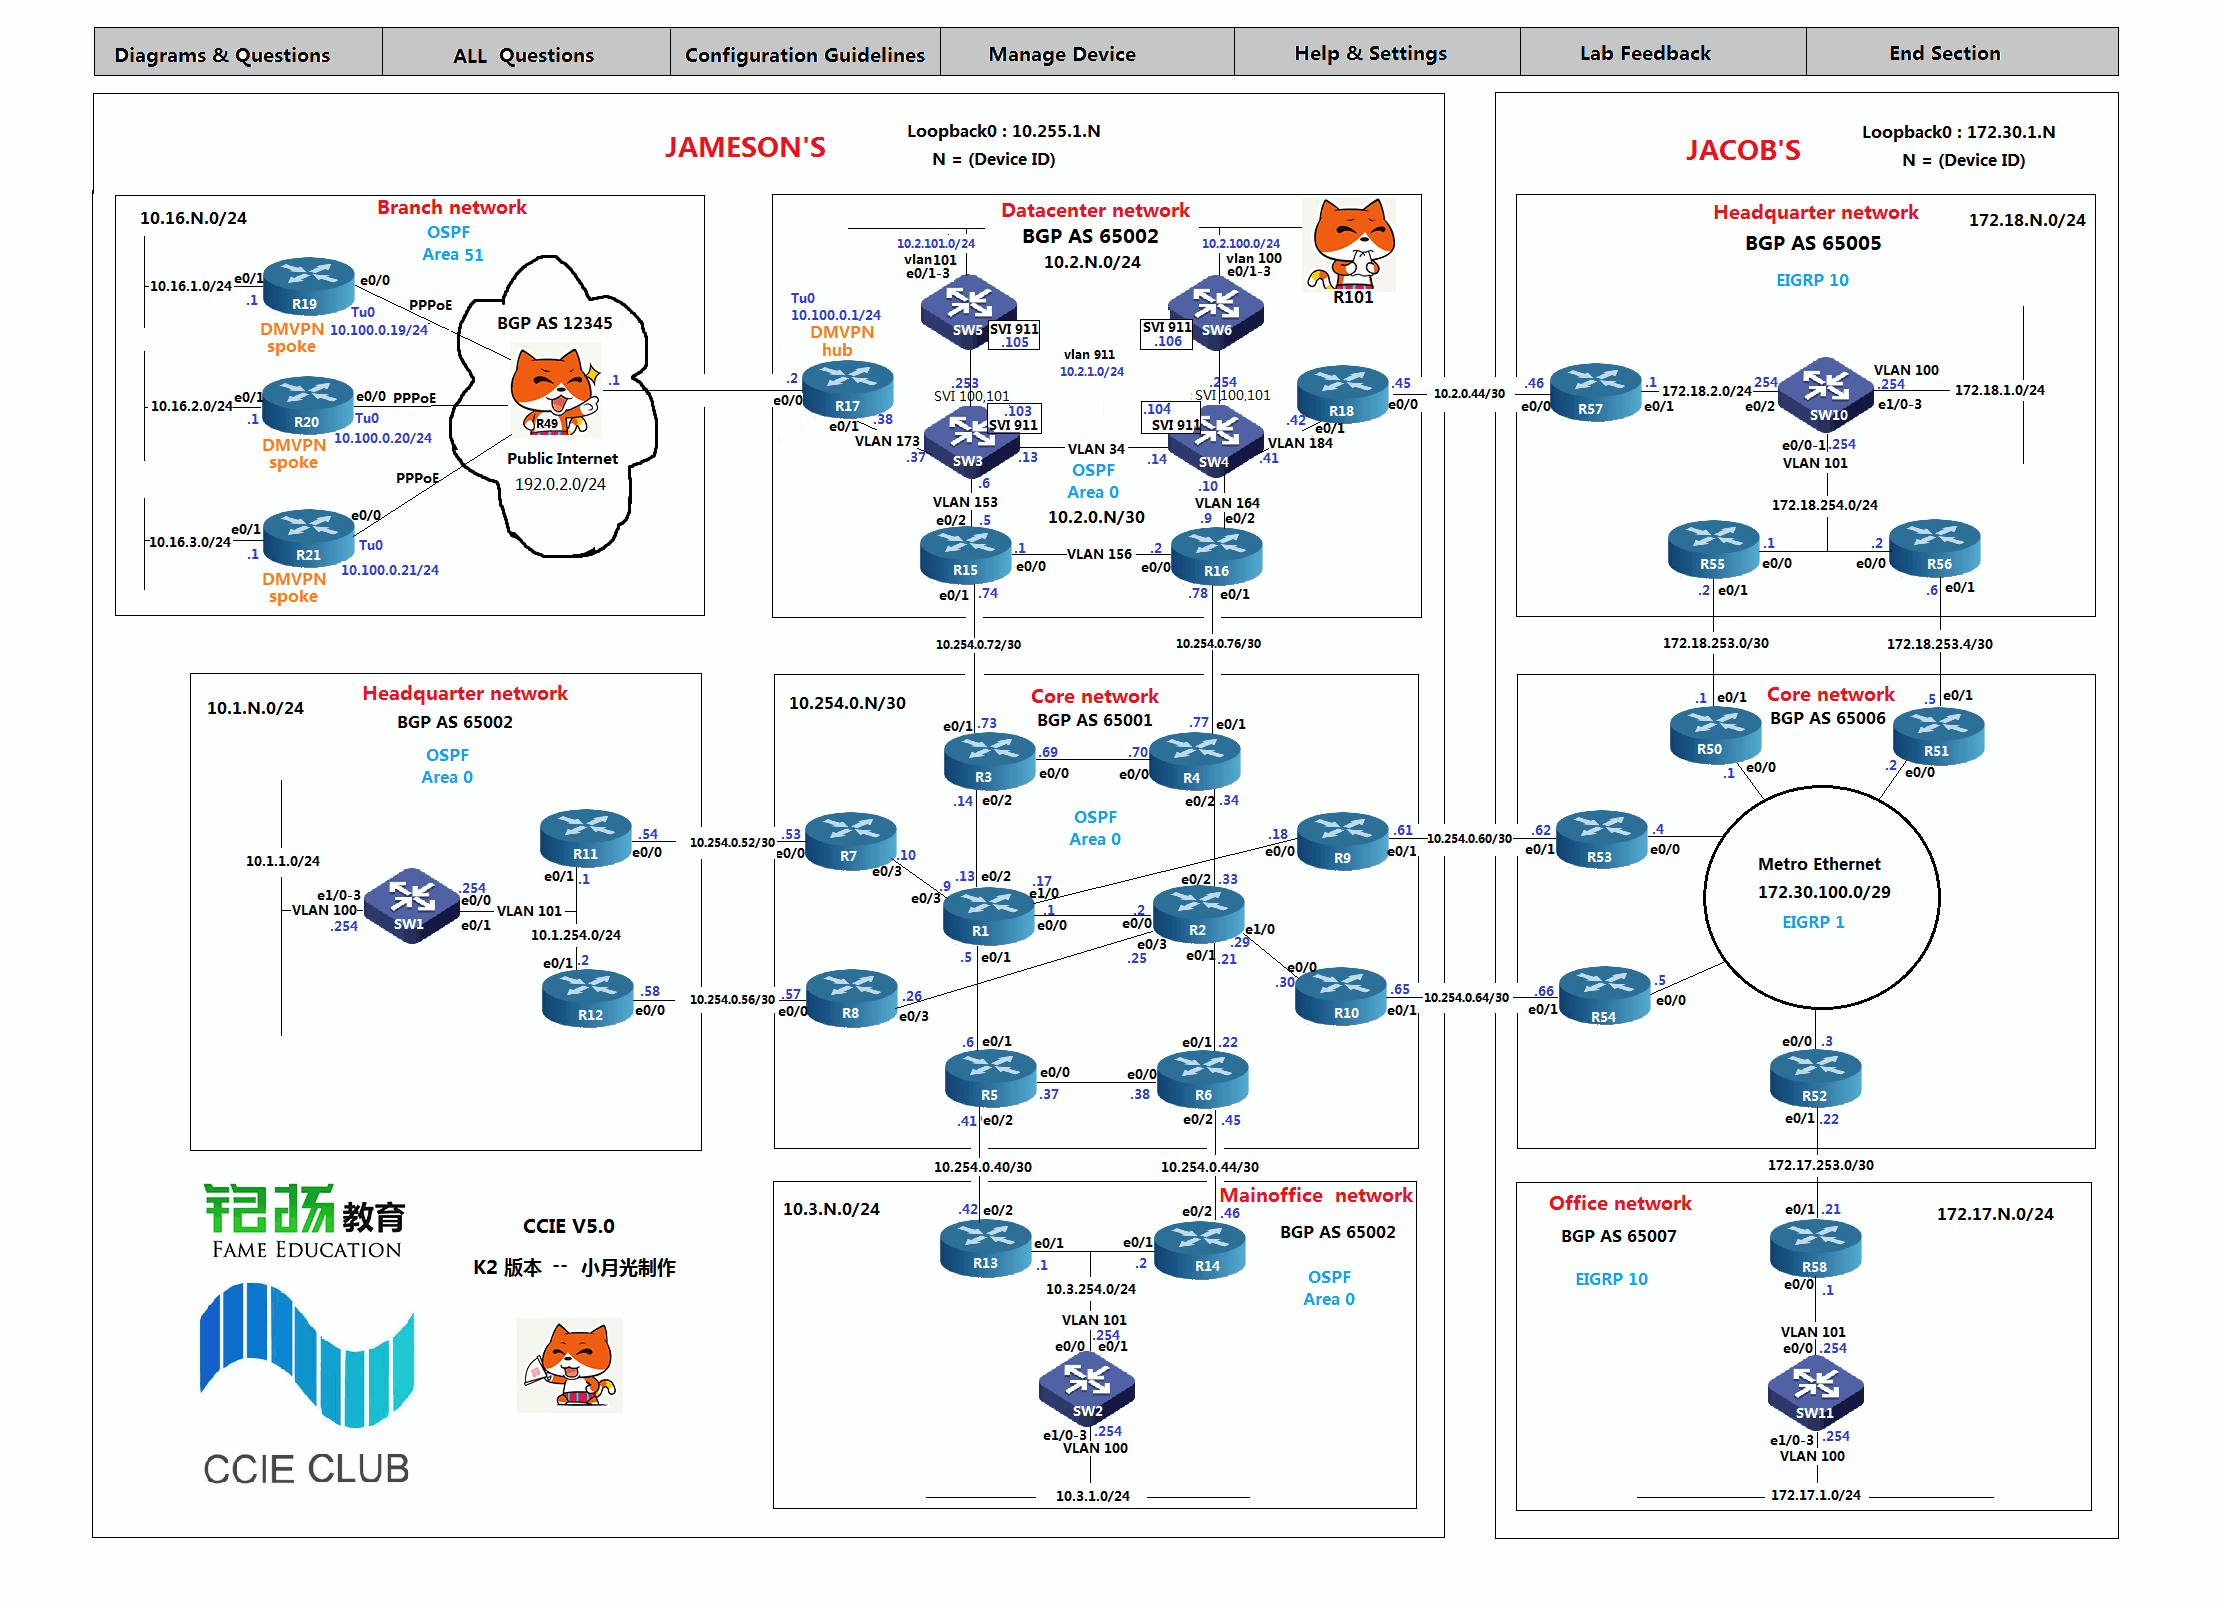 Diagrams & Questions
ALL Questions
Configuration Guidelines
Manage Device
Help & Settings
Lab Feedback
End Section
JAMESON'S
Loopback0 : 10.255.1.N
N = (Device ID)
Branch network
10.16.N.0/24
OSPF
Area 51
10.16.1.0/24
e0/1
.1
R19
e0/0
PPPoE
Tu0
10.100.0.19/24
DMVPN
spoke
10.16.2.0/24
e0/1
.1
R20
e0/0
PPPoE
Tu0
10.100.0.20/24
DMVPN
spoke
10.16.3.0/24
e0/1
.1
R21
e0/0
PPPoE
Tu0
10.100.0.21/24
DMVPN
spoke
BGP AS 12345
R49
.1
Public Internet
192.0.2.0/24
Datacenter network
BGP AS 65002
10.2.N.0/24
10.2.101.0/24
vlan101
e0/1-3
10.2.100.0/24
vlan 100
e0/1-3
R101
SW5
SVI 911
.105
SVI 911
.106
SW6
vlan 911
10.2.1.0/24
Tu0
10.100.0.1/24
DMVPN
hub
.2
e0/0
R17
e0/1
.38
VLAN 173
.37
.253
SVI 100,101
.103
SVI 911
SW3
.13
VLAN 34
.14
.254
SVI 100,101
.104
SVI 911
SW4
.41
VLAN 184
.42
e0/1
R18
.45
e0/0
10.2.0.44/30
OSPF
Area 0
10.2.0.N/30
.6
VLAN 153
e0/2
.5
R15
.1
e0/0
VLAN 156
.2
e0/0
.10
VLAN 164
.9
e0/2
R16
e0/1
.74
.78
e0/1
10.254.0.72/30
10.254.0.76/30
Headquarter network
10.1.N.0/24
BGP AS 65002
OSPF
Area 0
10.1.1.0/24
e1/0-3
VLAN 100
.254
SW1
.254
e0/0
e0/1
VLAN 101
10.1.254.0/24
R11
.54
e0/0
e0/1
.1
e0/1
.2
R12
.58
e0/0
10.254.0.52/30
10.254.0.56/30
Core network
10.254.0.N/30
BGP AS 65001
OSPF
Area 0
e0/1
.73
R3
.69
e0/0
.14
e0/2
.77
e0/1
R4
.70
e0/0
e0/2
.34
.53
e0/0
R7
.10
e0/3
.9
e0/3
.13
e0/2
.17
e1/0
R1
.1
e0/0
.5
e0/1
e0/2
.33
R2
.2
e0/0
e0/3
.25
e0/1
.21
e1/0
.29
.57
e0/0
R8
.26
e0/3
.18
e0/0
R9
.61
e0/1
10.254.0.60/30
e0/0
.30
R10
.65
e0/1
10.254.0.64/30
.6
e0/1
R5
e0/0
.37
.41
e0/2
e0/1
.22
R6
e0/0
.38
e0/2
.45
10.254.0.40/30
10.254.0.44/30
Mainoffice network
10.3.N.0/24
BGP AS 65002
OSPF
Area 0
.42
e0/2
R13
e0/1
.1
e0/2
.46
R14
e0/1
.2
10.3.254.0/24
VLAN 101
.254
e0/0
e0/1
SW2
e1/0-3
.254
VLAN 100
10.3.1.0/24
铭扬教育
FAME EDUCATION
CCIE V5.0
K2 版本 -- 小月光制作
CCIE CLUB
JACOB'S
Loopback0 : 172.30.1.N
N = (Device ID)
Headquarter network
172.18.N.0/24
BGP AS 65005
EIGRP 10
.46
e0/0
R57
.1
e0/1
172.18.2.0/24
254
e0/2
SW10
VLAN 100
.254
e1/0-3
172.18.1.0/24
e0/0-1
.254
VLAN 101
172.18.254.0/24
R55
.1
e0/0
.2
e0/1
R56
.2
e0/0
.6
e0/1
172.18.253.0/30
172.18.253.4/30
Core network
BGP AS 65006
.1
e0/1
R50
.1
e0/0
.5
e0/1
R51
.2
e0/0
.62
e0/1
R53
.4
e0/0
Metro Ethernet
172.30.100.0/29
EIGRP 1
.66
e0/1
R54
.5
e0/0
e0/0
.3
R52
e0/1
.22
172.17.253.0/30
Office network
172.17.N.0/24
BGP AS 65007
EIGRP 10
e0/1
.21
R58
e0/0
.1
VLAN 101
e0/0
.254
SW11
e1/0-3
.254
VLAN 100
172.17.1.0/24